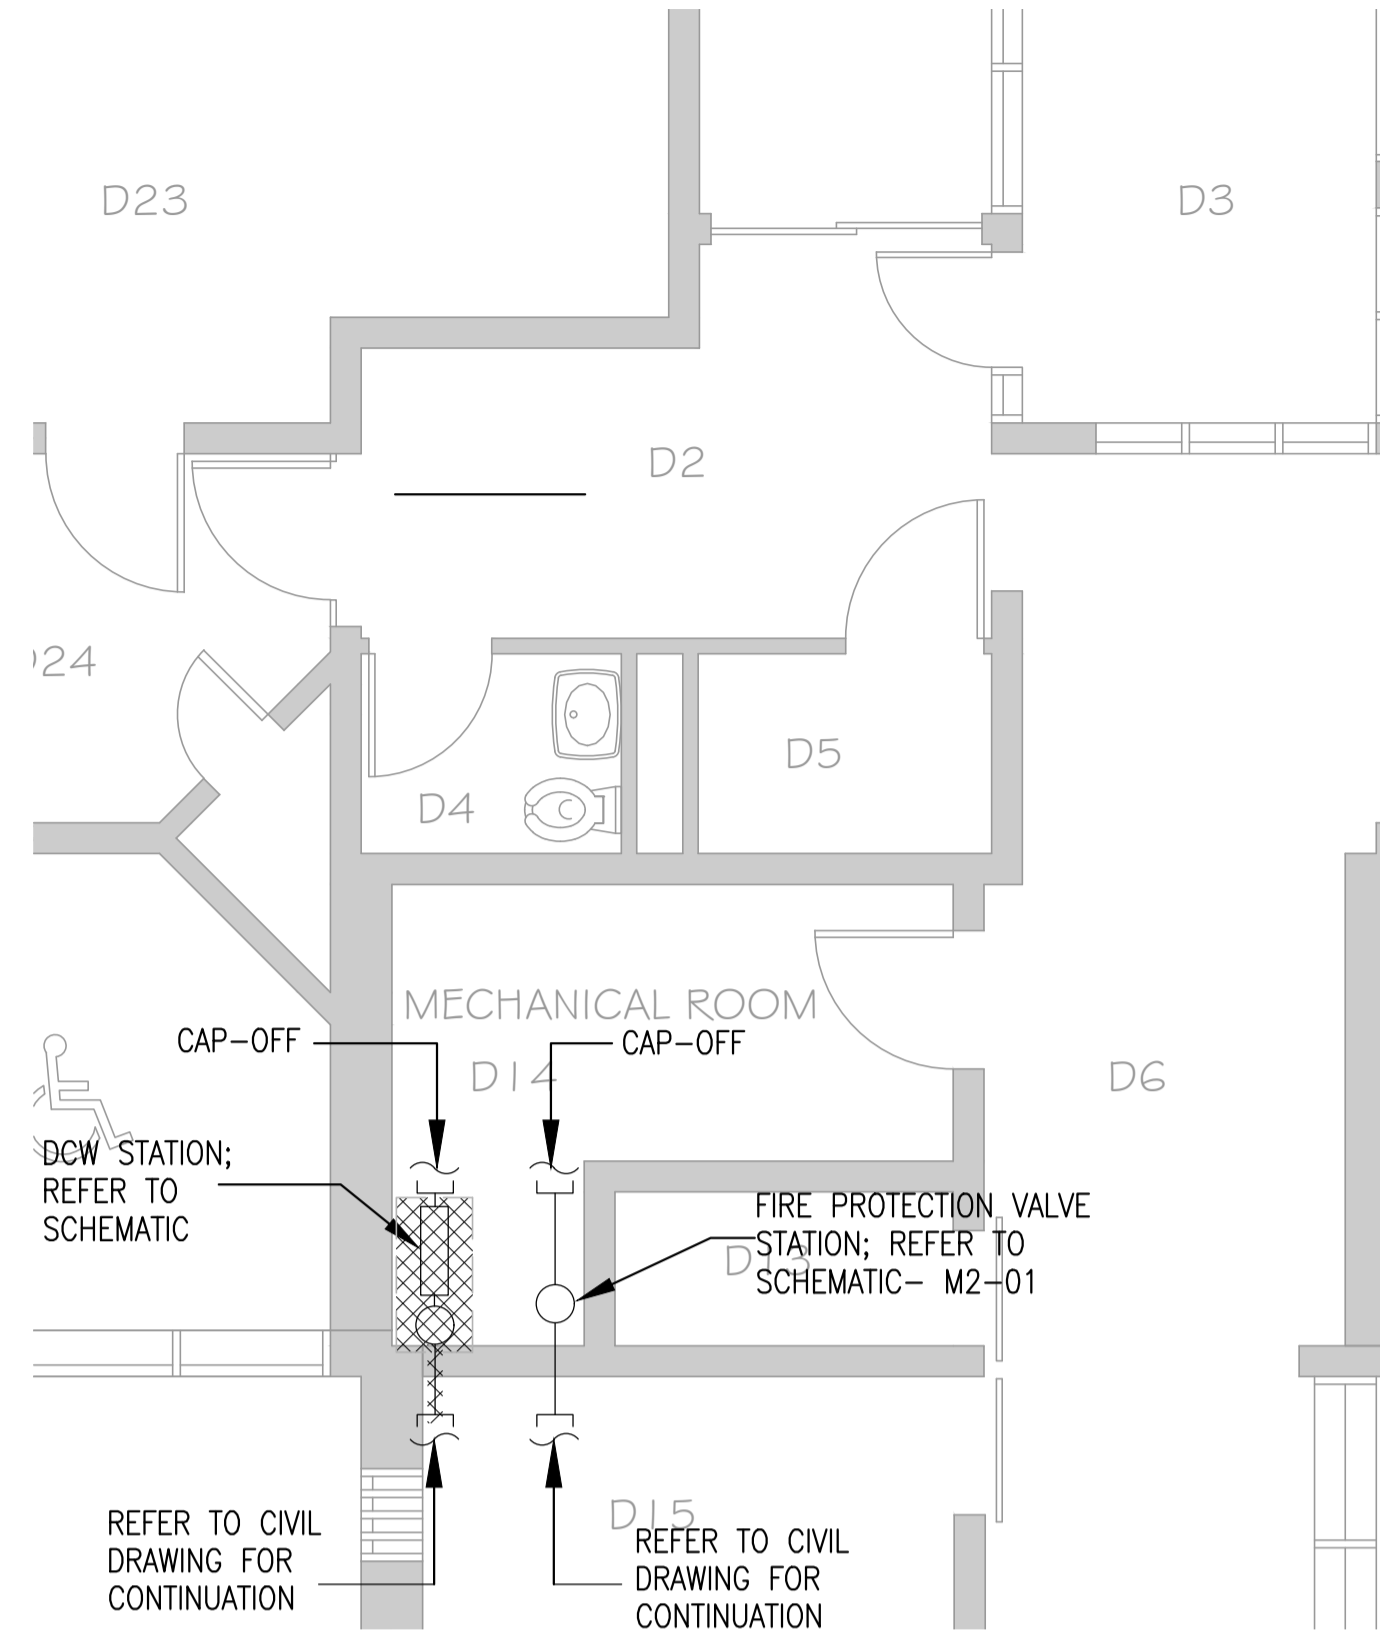 D23
D3
D2
D24
D5
D4
MECHANICAL ROOM
CAP-OFF
CAP-OFF
D14
D6
DCW STATION;
REFER TO
SCHEMATIC
FIRE PROTECTION VALVE
STATION; REFER TO
SCHEMATIC- M2-01
D13
D15
REFER TO CIVIL
DRAWING FOR
CONTINUATION
REFER TO CIVIL
DRAWING FOR
CONTINUATION